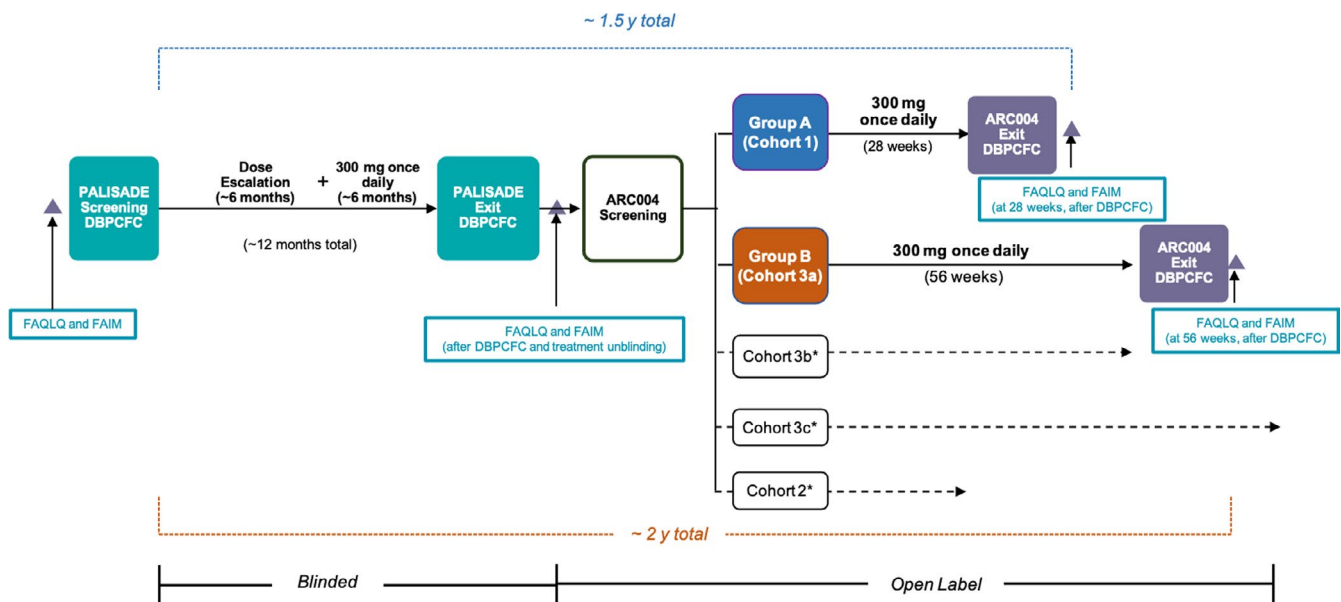 ~ 1.5 y total
PALISADE
Screening
DBPCFC
Dose
Escalation
(~6 months)
+
300 mg once
daily
(~6 months)
(~12 months total)
PALISADE
Exit
DBPCFC
ARC004
Screening
Group A
(Cohort 1)
300 mg
once daily
(28 weeks)
ARC004
Exit
DBPCFC
FAQLQ and FAIM
(at 28 weeks, after DBPCFC)
Group B
(Cohort 3a)
300 mg once daily
(56 weeks)
ARC004
Exit
DBPCFC
FAQLQ and FAIM
(at 56 weeks, after DBPCFC)
FAQLQ and FAIM
FAQLQ and FAIM
(after DBPCFC and treatment unblinding)
Cohort 3b*
Cohort 3c*
Cohort 2*
~ 2 y total
Blinded
Open Label